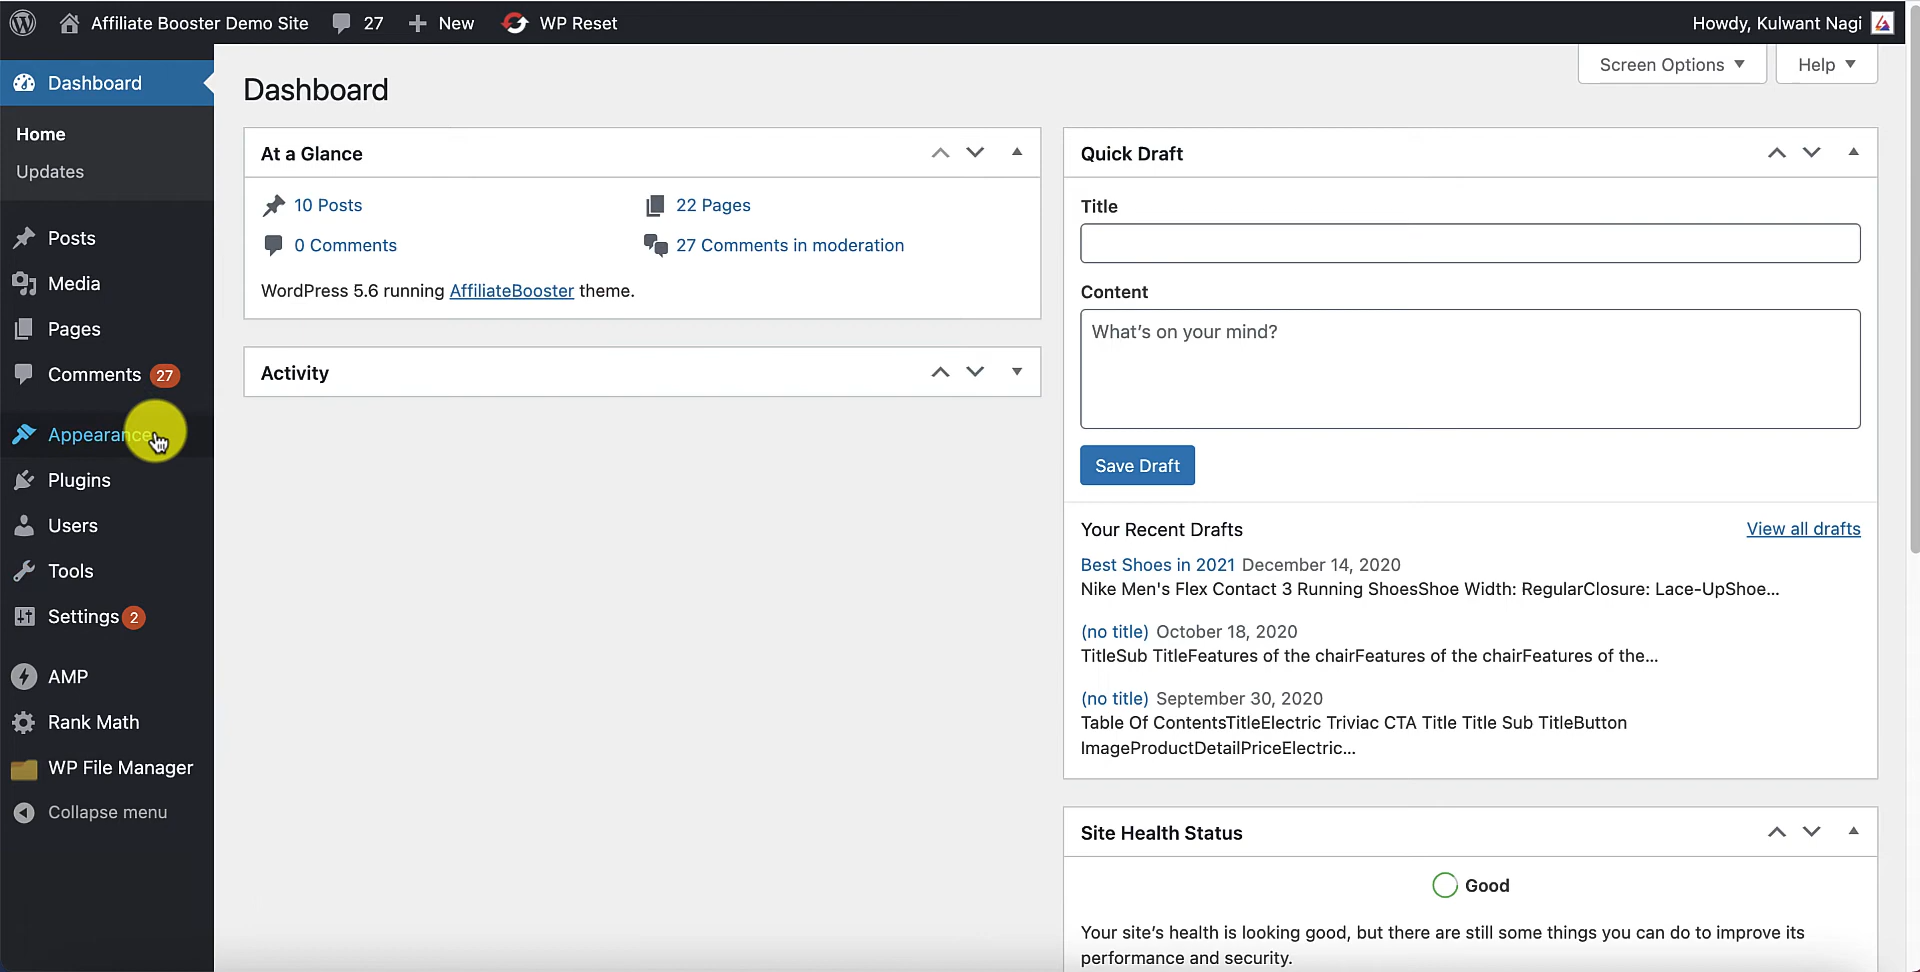 Affiliate Booster Demo Site 27 New WP Reset Howdy, Kulwant Nagi
Dashboard
Home
Updates
Posts
Media
Pages
Comments 27
Appearance
Plugins
Users
Tools
Settings 2
AMP
Rank Math
WP File Manager
Collapse menu
Screen Options Help
Dashboard
At a Glance
10 Posts 22 Pages
0 Comments 27 Comments in moderation
WordPress 5.6 running AffiliateBooster theme.
Activity
Quick Draft
Title
Content
What's on your mind?
Save Draft
Your Recent Drafts View all drafts
Best Shoes in 2021 December 14, 2020
Nike Men's Flex Contact 3 Running ShoesShoe Width: RegularClosure: Lace-UpShoe...
(no title) October 18, 2020
TitleSub TitleFeatures of the chairFeatures of the chairFeatures of the...
(no title) September 30, 2020
Table Of ContentsTitleElectric Triviac CTA Title Title Sub TitleButton
ImageProductDetailPriceElectric...
Site Health Status
Good
Your site's health is looking good, but there are still some things you can do to improve its
performance and security.